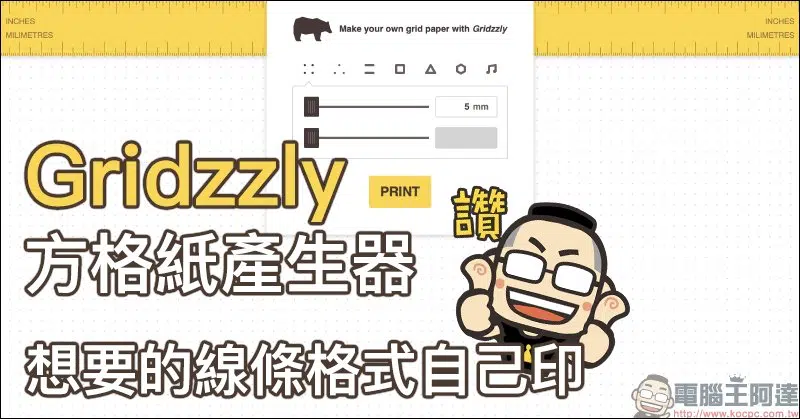 INCHES
MILIMETRES
INCHES
MILIMETRES
Make your own grid paper with Gridzzly
5 mm
PRINT
Gridzzly
讚
方格紙產生器
想要的線條格式自己印
電腦王阿達
http://www.kocpc.com.tw